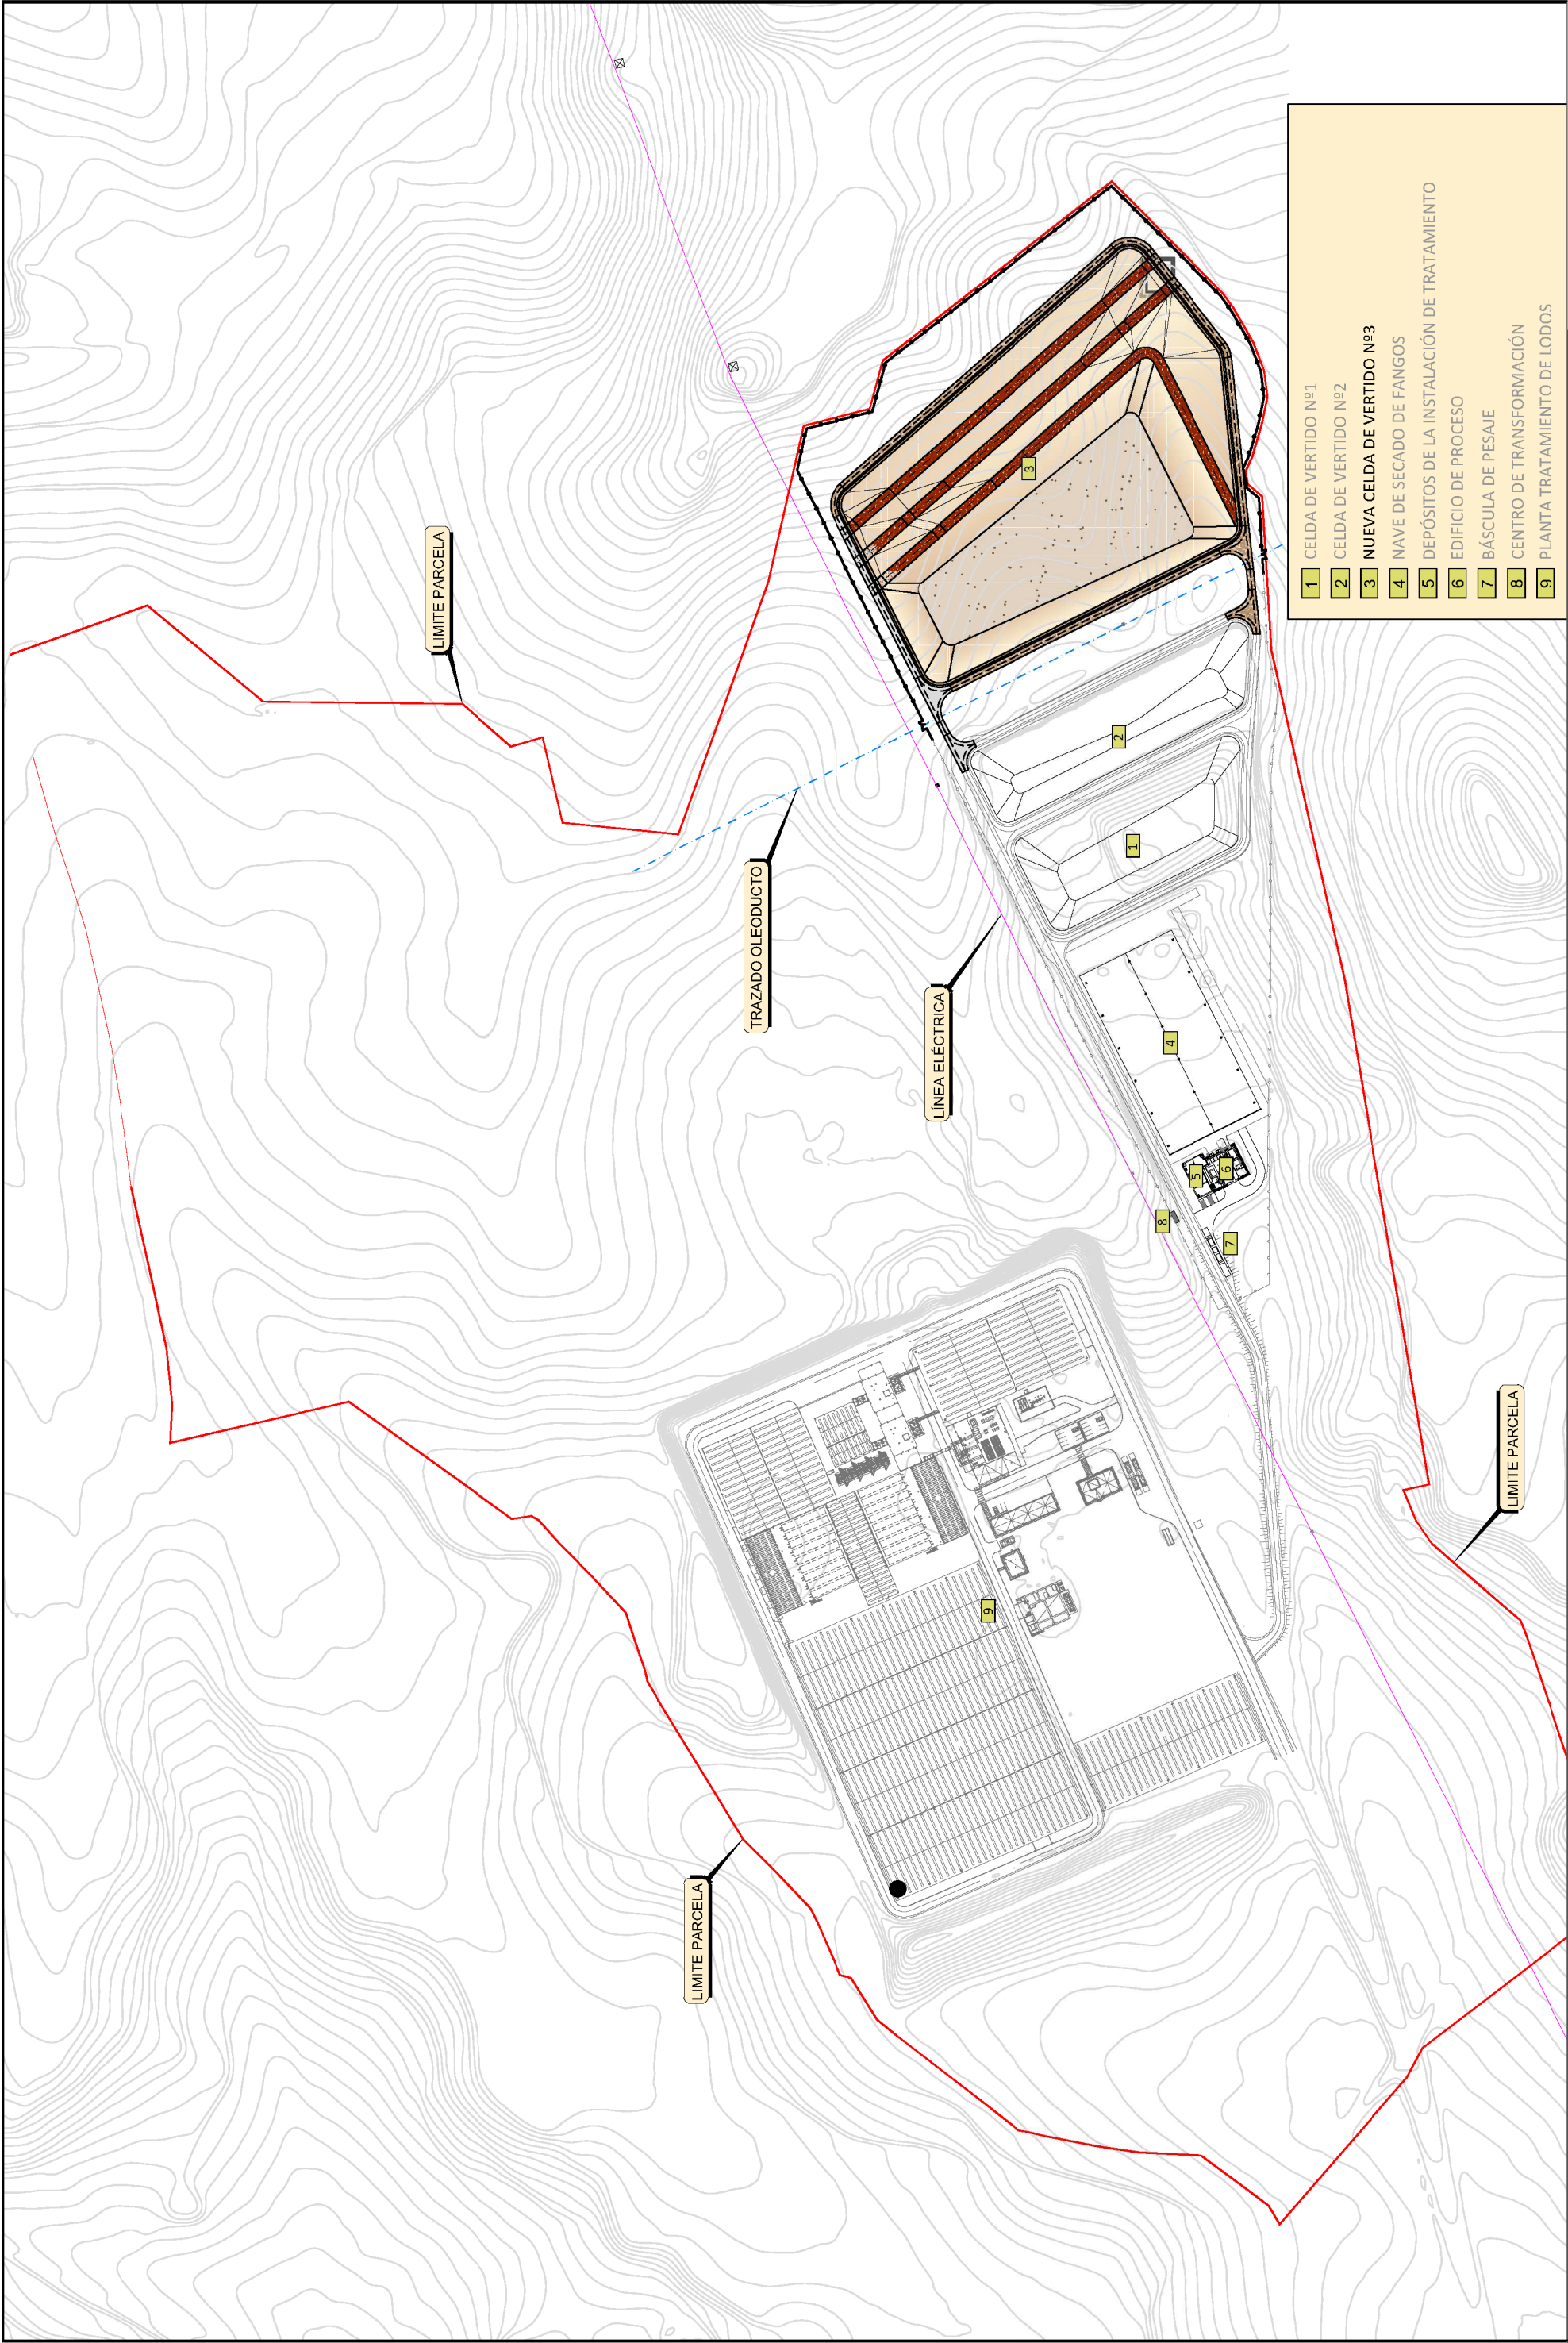 LIMITE PARCELA
TRAZADO OLEODUCTO
LÍNEA ELÉCTRICA
LIMITE PARCELA
LIMITE PARCELA
3
2
1
4
5
6
8
7
9
1 CELDA DE VERTIDO Nº1
2 CELDA DE VERTIDO Nº2
3 NUEVA CELDA DE VERTIDO Nº3
4 NAVE DE SECADO DE FANGOS
5 DEPÓSITOS DE LA INSTALACIÓN DE TRATAMIENTO
6 EDIFICIO DE PROCESO
7 BÁSCULA DE PESAJE
8 CENTRO DE TRANSFORMACIÓN
9 PLANTA TRATAMIENTO DE LODOS